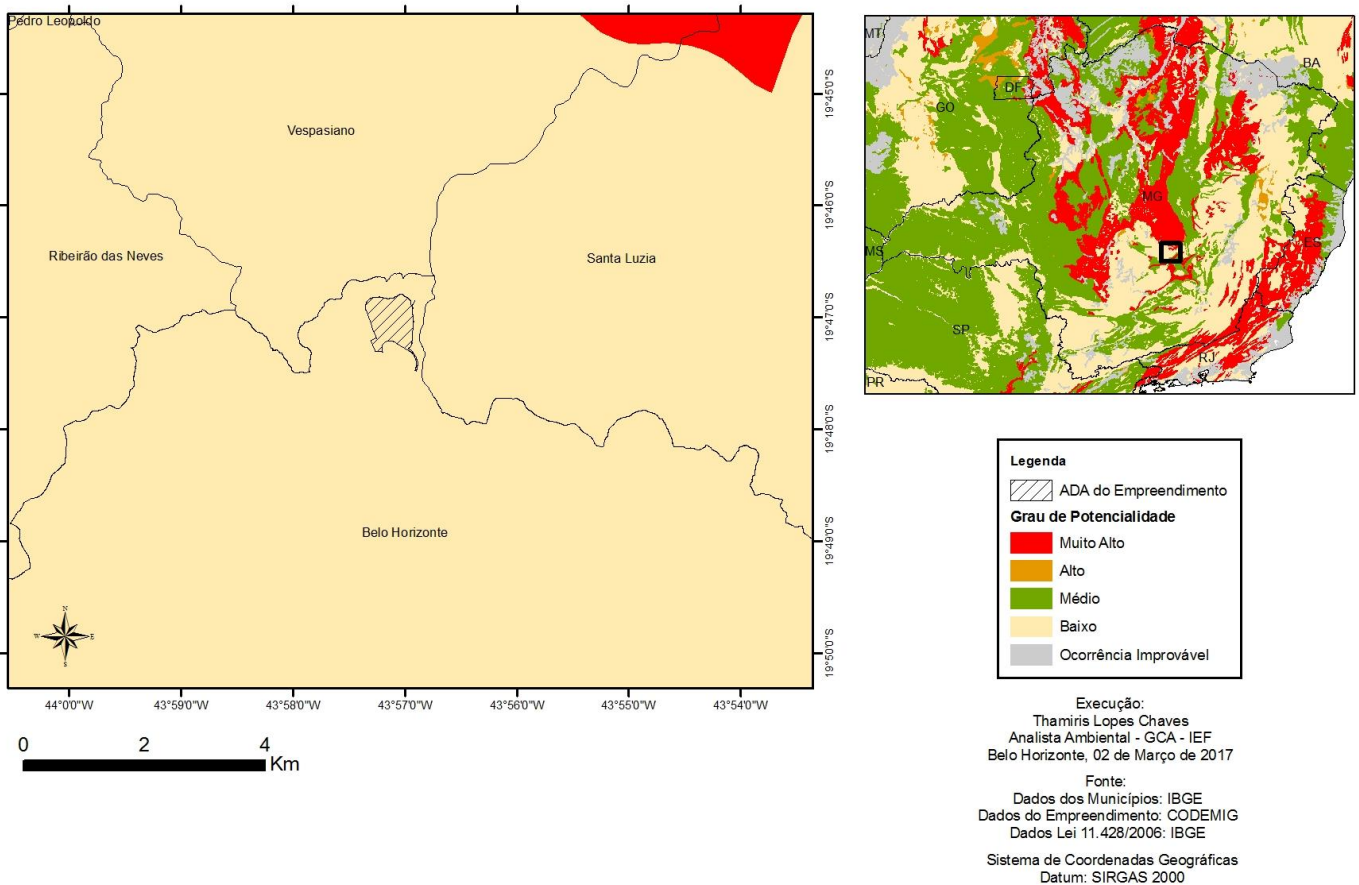 Pedro Leopoldo
Vespasiano
Ribeirão das Neves
Santa Luzia
Belo Horizonte
N
W
E
S
19°45'0"S
19°46'0"S
19°47'0"S
19°48'0"S
19°49'0"S
19°50'0"S
44°0'0"W
43°59'0"W
43°58'0"W
43°57'0"W
43°56'0"W
43°55'0"W
43°54'0"W
0
2
4
Km
MT
BA
DF
GO
MG
MS
ES
SP
RJ
PR
Legenda
ADA do Empreendimento
Grau de Potencialidade
Muito Alto
Alto
Médio
Baixo
Ocorrência Improvável
Execução:
Thamiris Lopes Chaves
Analista Ambiental - GCA - IEF
Belo Horizonte, 02 de Março de 2017
Fonte:
Dados dos Municípios: IBGE
Dados do Empreendimento: CODEMIG
Dados Lei 11.428/2006: IBGE
Sistema de Coordenadas Geográficas
Datum: SIRGAS 2000